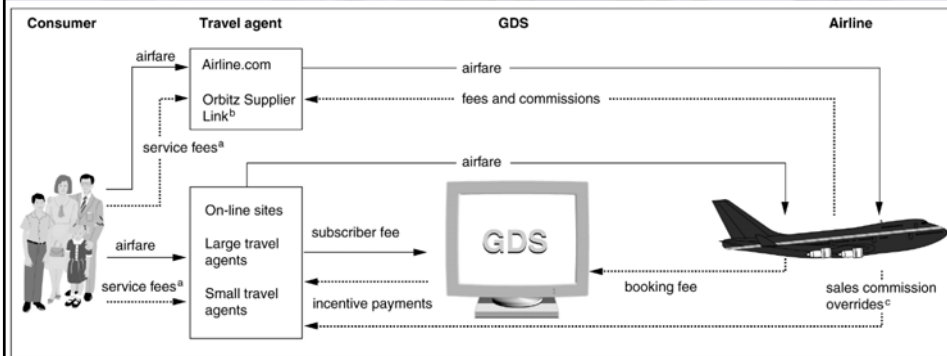 Consumer
Travel agent
GDS
Airline
airfare
Airline.com
airfare
Orbitz Supplier
Link^b
fees and commissions
service fees^a
airfare
On-line sites
Large travel
agents
subscriber fee
GDS
airfare
service fees^a
Small travel
agents
incentive payments
booking fee
sales commission
overrides^c